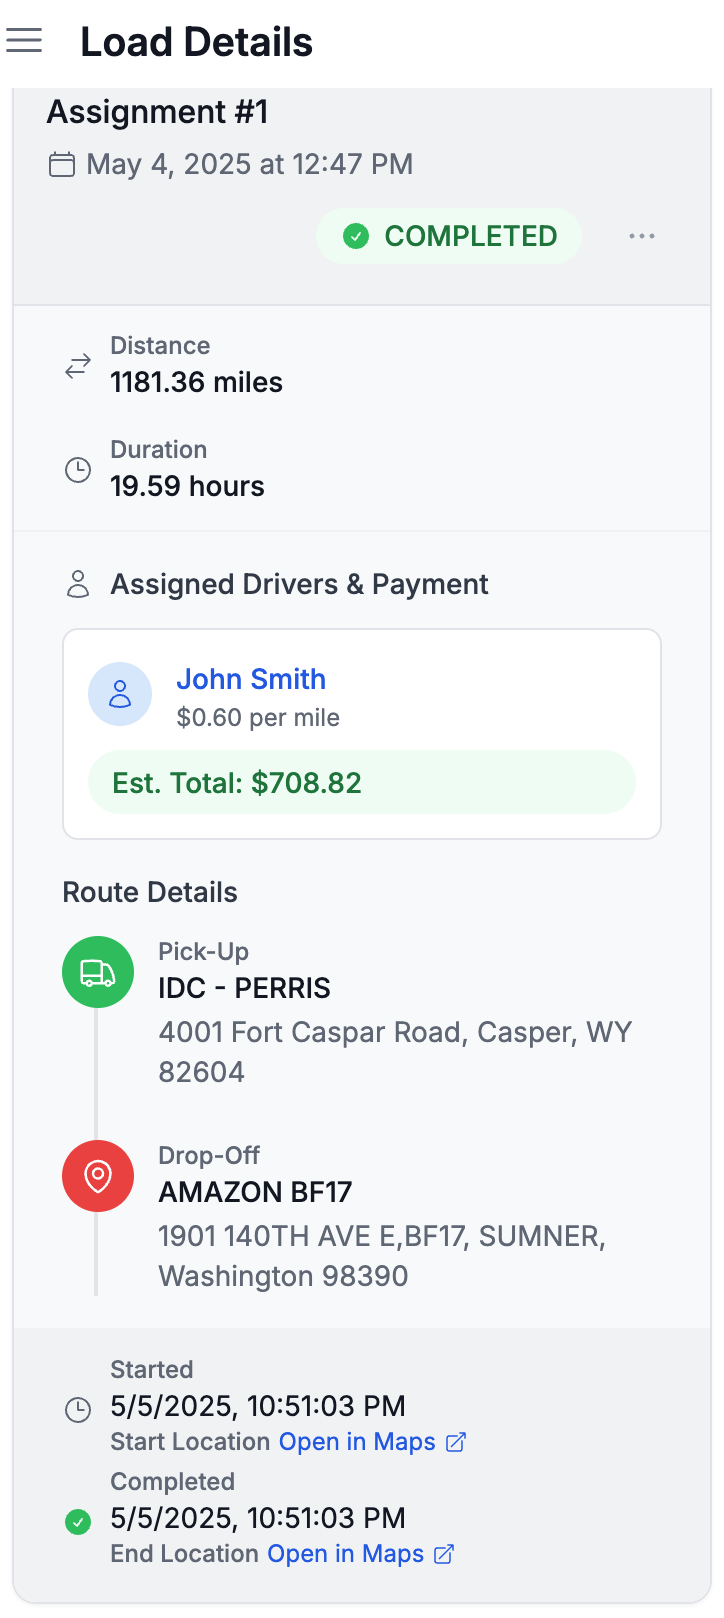 Load Details
Assignment #1
May 4, 2025 at 12:47 PM
COMPLETED
Distance
1181.36 miles
Duration
19.59 hours
Assigned Drivers & Payment
John Smith
$0.60 per mile
Est. Total: $708.82
Route Details
Pick-Up
IDC - PERRIS
4001 Fort Caspar Road, Casper, WY
82604
Drop-Off
AMAZON BF17
1901 140TH AVE E,BF17, SUMNER,
Washington 98390
Started
5/5/2025, 10:51:03 PM
Start Location Open in Maps
Completed
5/5/2025, 10:51:03 PM
End Location Open in Maps